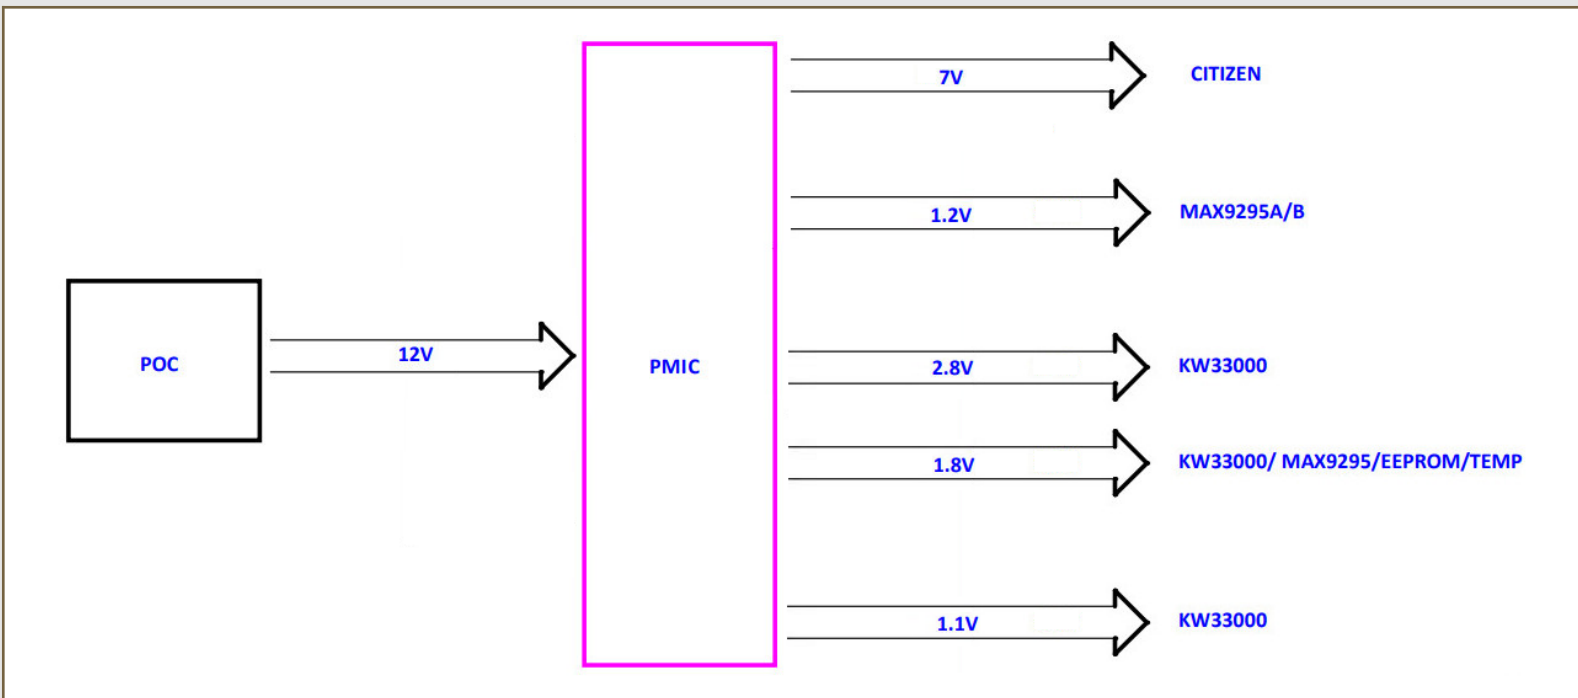 7V
CITIZEN
1.2V
MAX9295A/B
POC
12V
PMIC
2.8V
KW33000
1.8V
KW33000/ MAX9295/EEPROM/TEMP
1.1V
KW33000